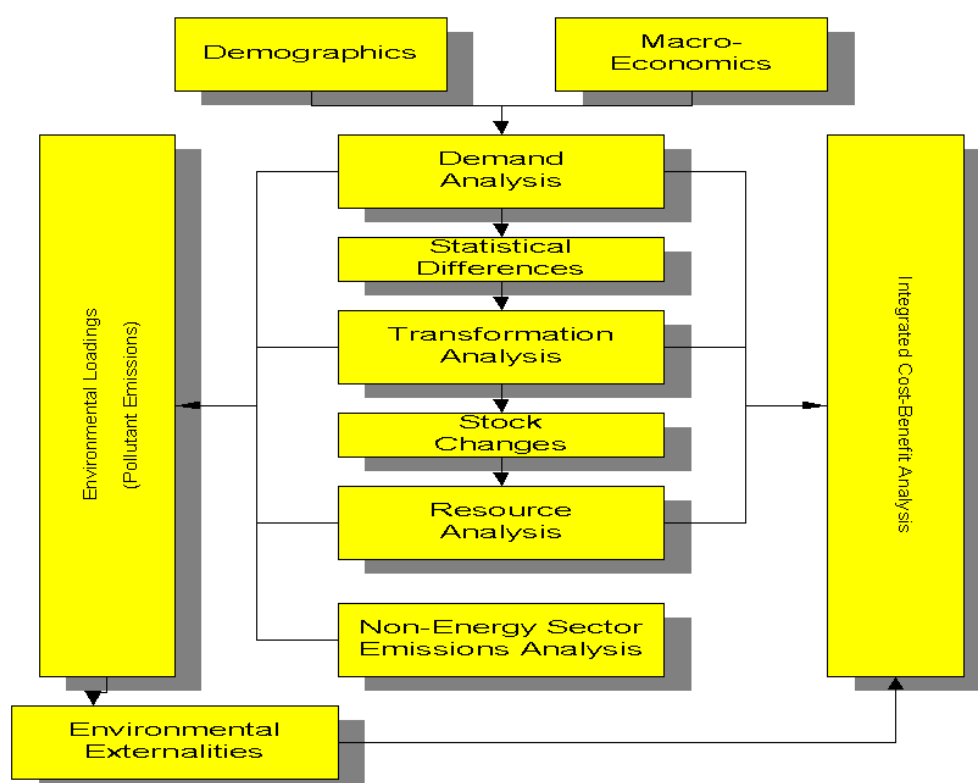 Demographics
Macro-
Economics
Demand
Analysis
Statistical
Differences
Transformation
Analysis
Stock
Changes
Resource
Analysis
Non-Energy Sector
Emissions Analysis
Environmental Loadings
(Pollutant Emissions)
Integrated Cost-Benefit Analysis
Environmental
Externalities